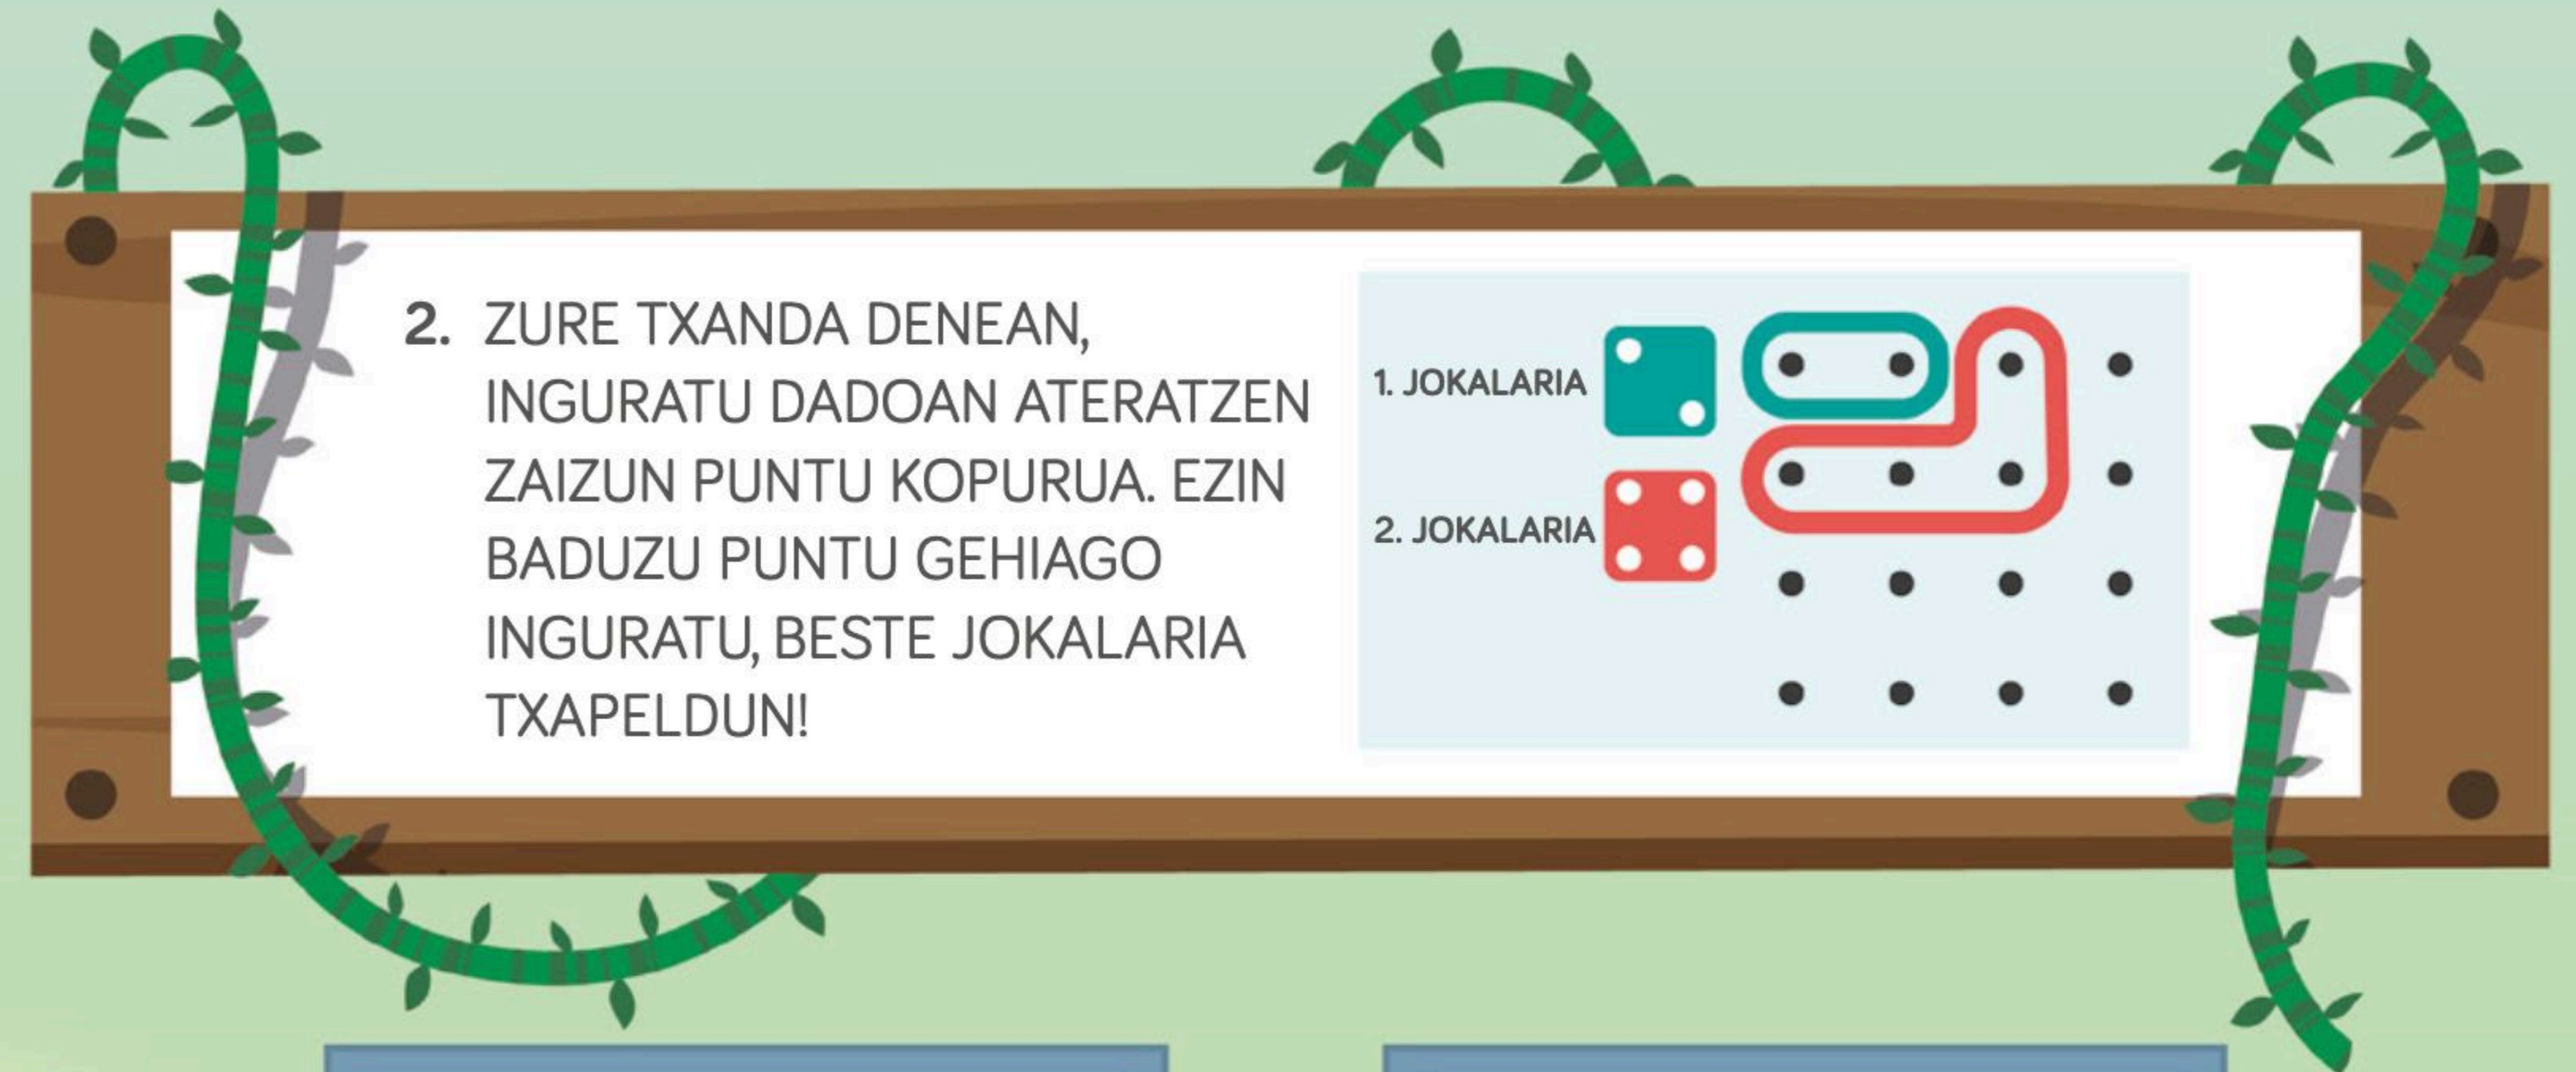 2. ZURE TXANDA DENEAN,
INGURATU DADOAN ATERATZEN
ZAIZUN PUNTU KOPURUA. EZIN
BADUZU PUNTU GEHIAGO
INGURATU, BESTE JOKALARIA
TXAPELDUN!
1. JOKALARIA
2. JOKALARIA